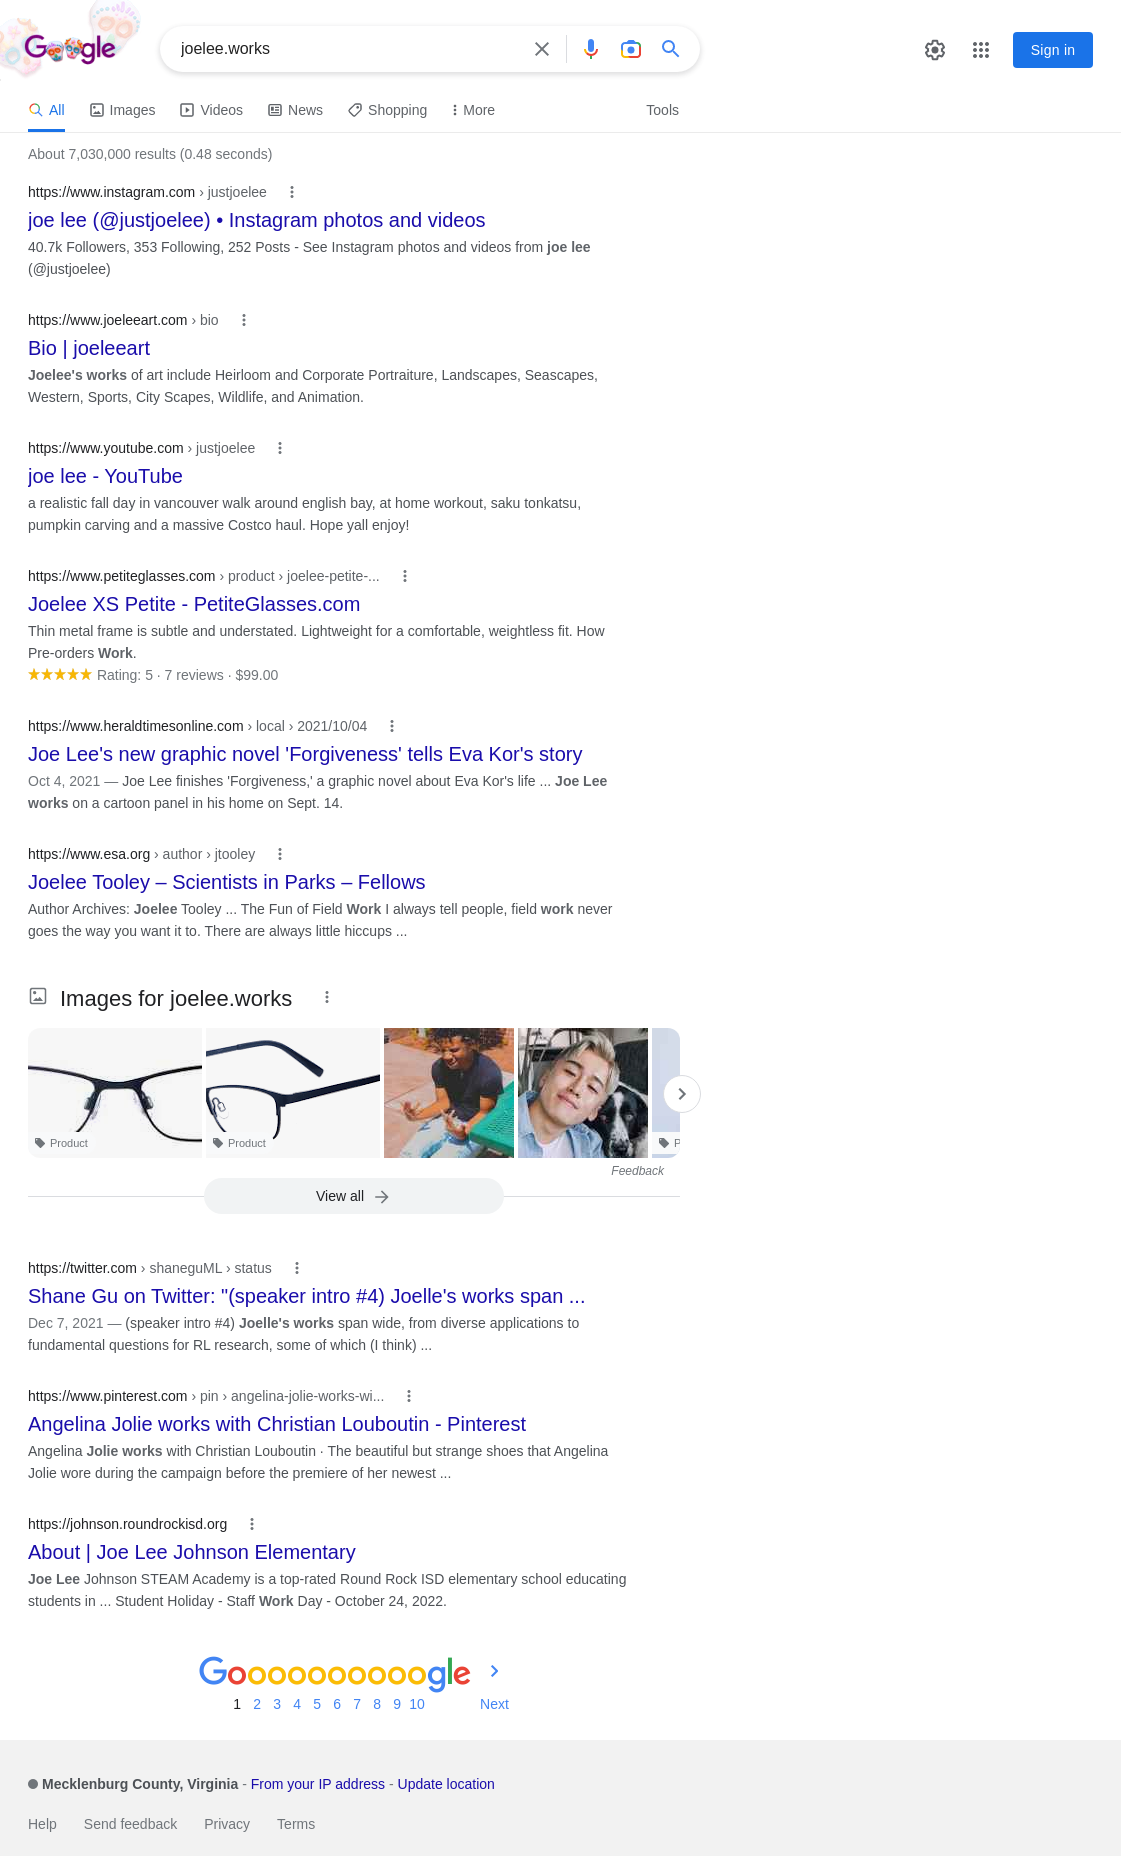 Google
joelee.works
Sign in
All Images Videos News Shopping More Tools
About 7,030,000 results (0.48 seconds)
https://www.instagram.com › justjoelee
joe lee (@justjoelee) • Instagram photos and videos
40.7k Followers, 353 Following, 252 Posts - See Instagram photos and videos from joe lee
(@justjoelee)
https://www.joeleeart.com › bio
Bio | joeleeart
Joelee's works of art include Heirloom and Corporate Portraiture, Landscapes, Seascapes,
Western, Sports, City Scapes, Wildlife, and Animation.
https://www.youtube.com › justjoelee
joe lee - YouTube
a realistic fall day in vancouver walk around english bay, at home workout, saku tonkatsu,
pumpkin carving and a massive Costco haul. Hope yall enjoy!
https://www.petiteglasses.com › product › joelee-petite-...
Joelee XS Petite - PetiteGlasses.com
Thin metal frame is subtle and understated. Lightweight for a comfortable, weightless fit. How
Pre-orders Work.
Rating: 5 · 7 reviews · $99.00
https://www.heraldtimesonline.com › local › 2021/10/04
Joe Lee's new graphic novel 'Forgiveness' tells Eva Kor's story
Oct 4, 2021 — Joe Lee finishes 'Forgiveness,' a graphic novel about Eva Kor's life ... Joe Lee
works on a cartoon panel in his home on Sept. 14.
https://www.esa.org › author › jtooley
Joelee Tooley – Scientists in Parks – Fellows
Author Archives: Joelee Tooley ... The Fun of Field Work I always tell people, field work never
goes the way you want it to. There are always little hiccups ...
Images for joelee.works
Product Product P
Feedback
View all
https://twitter.com › shaneguML › status
Shane Gu on Twitter: "(speaker intro #4) Joelle's works span ...
Dec 7, 2021 — (speaker intro #4) Joelle's works span wide, from diverse applications to
fundamental questions for RL research, some of which (I think) ...
https://www.pinterest.com › pin › angelina-jolie-works-wi...
Angelina Jolie works with Christian Louboutin - Pinterest
Angelina Jolie works with Christian Louboutin · The beautiful but strange shoes that Angelina
Jolie wore during the campaign before the premiere of her newest ...
https://johnson.roundrockisd.org
About | Joe Lee Johnson Elementary
Joe Lee Johnson STEAM Academy is a top-rated Round Rock ISD elementary school educating
students in ... Student Holiday - Staff Work Day - October 24, 2022.
Goooooooooogle
1 2 3 4 5 6 7 8 9 10 Next
Mecklenburg County, Virginia - From your IP address - Update location
Help Send feedback Privacy Terms